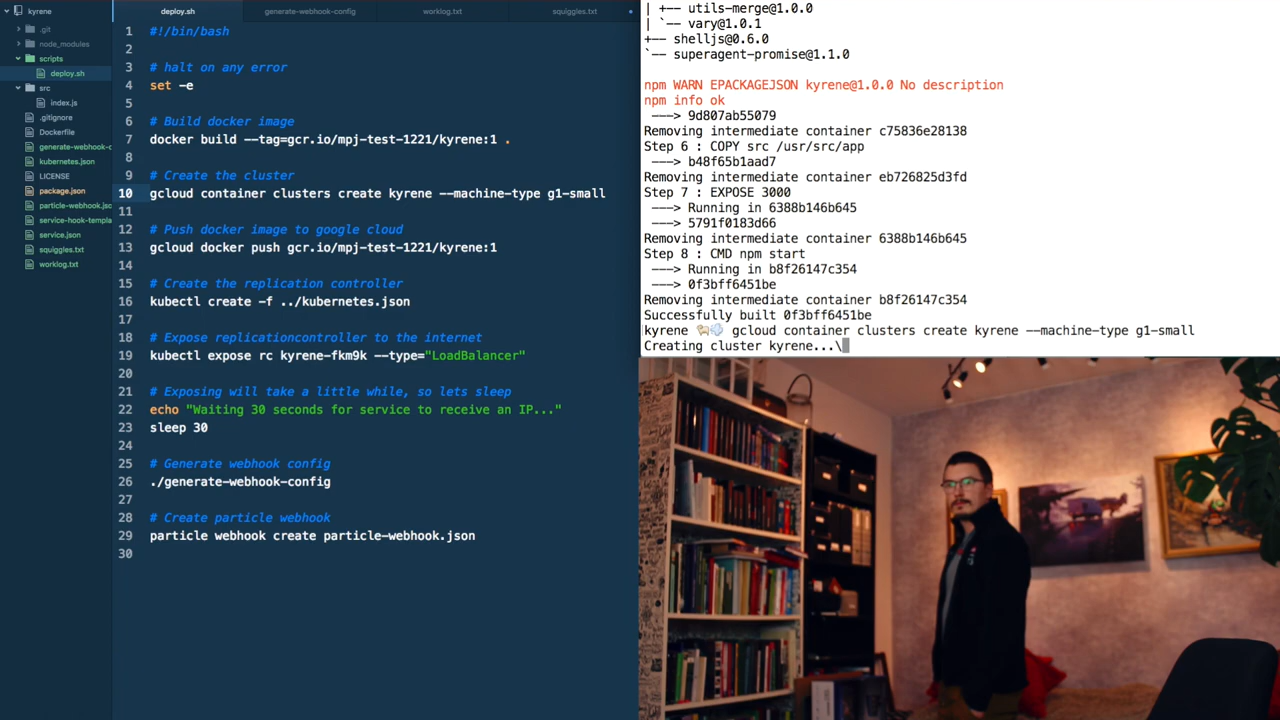 kyrene
.git
node_modules
scripts
deploy.sh
src
index.js
.gitignore
Dockerfile
generate-webhook-c
kubernetes.json
LICENSE
package.json
particle-webhook.jsc
service-hook-templa
service.json
squiggles.txt
worklog.txt
deploy.sh
generate-webhook-config
worklog.txt
squiggles.txt
1 #!/bin/bash
2
3 # halt on any error
4 set -e
5
6 # Build docker image
7 docker build --tag=gcr.io/mpj-test-1221/kyrene:1 .
8
9 # Create the cluster
10 gcloud container clusters create kyrene --machine-type g1-small
11
12 # Push docker image to google cloud
13 gcloud docker push gcr.io/mpj-test-1221/kyrene:1
14
15 # Create the replication controller
16 kubectl create -f ../kubernetes.json
17
18 # Expose replicationcontroller to the internet
19 kubectl expose rc kyrene-fkm9k --type="LoadBalancer"
20
21 # Exposing will take a little while, so lets sleep
22 echo "Waiting 30 seconds for service to receive an IP..."
23 sleep 30
24
25 # Generate webhook config
26 ./generate-webhook-config
27
28 # Create particle webhook
29 particle webhook create particle-webhook.json
30
| +-- utils-merge@1.0.0
| `-- vary@1.0.1
+-- shelljs@0.6.0
`-- superagent-promise@1.1.0
npm WARN EPACKAGEJSON kyrene@1.0.0 No description
npm info ok
---> 9d807ab55079
Removing intermediate container c75836e28138
Step 6 : COPY src /usr/src/app
---> b48f65b1aad7
Removing intermediate container eb726825d3fd
Step 7 : EXPOSE 3000
---> Running in 6388b146b645
---> 5791f0183d66
Removing intermediate container 6388b146b645
Step 8 : CMD npm start
---> Running in b8f26147c354
---> 0f3bff6451be
Removing intermediate container b8f26147c354
Successfully built 0f3bff6451be
kyrene 🐑💨 gcloud container clusters create kyrene --machine-type g1-small
Creating cluster kyrene...\